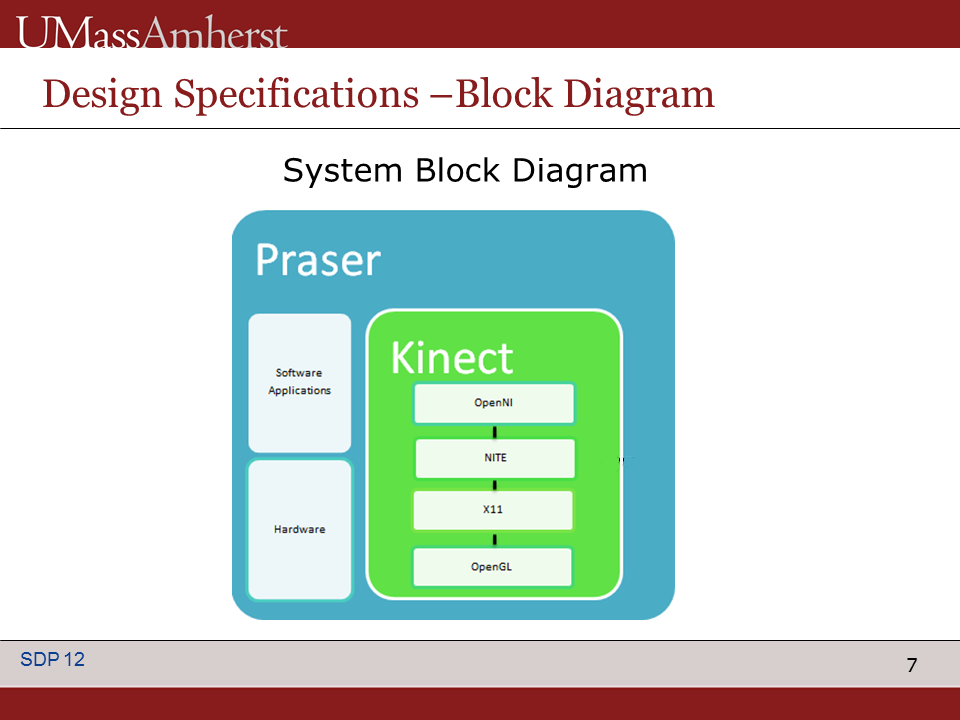 UMassAmherst
Design Specifications –Block Diagram
System Block Diagram
Praser
Software
Applications
Hardware
Kinect
OpenNI
NITE
X11
OpenGL
SDP 12
7